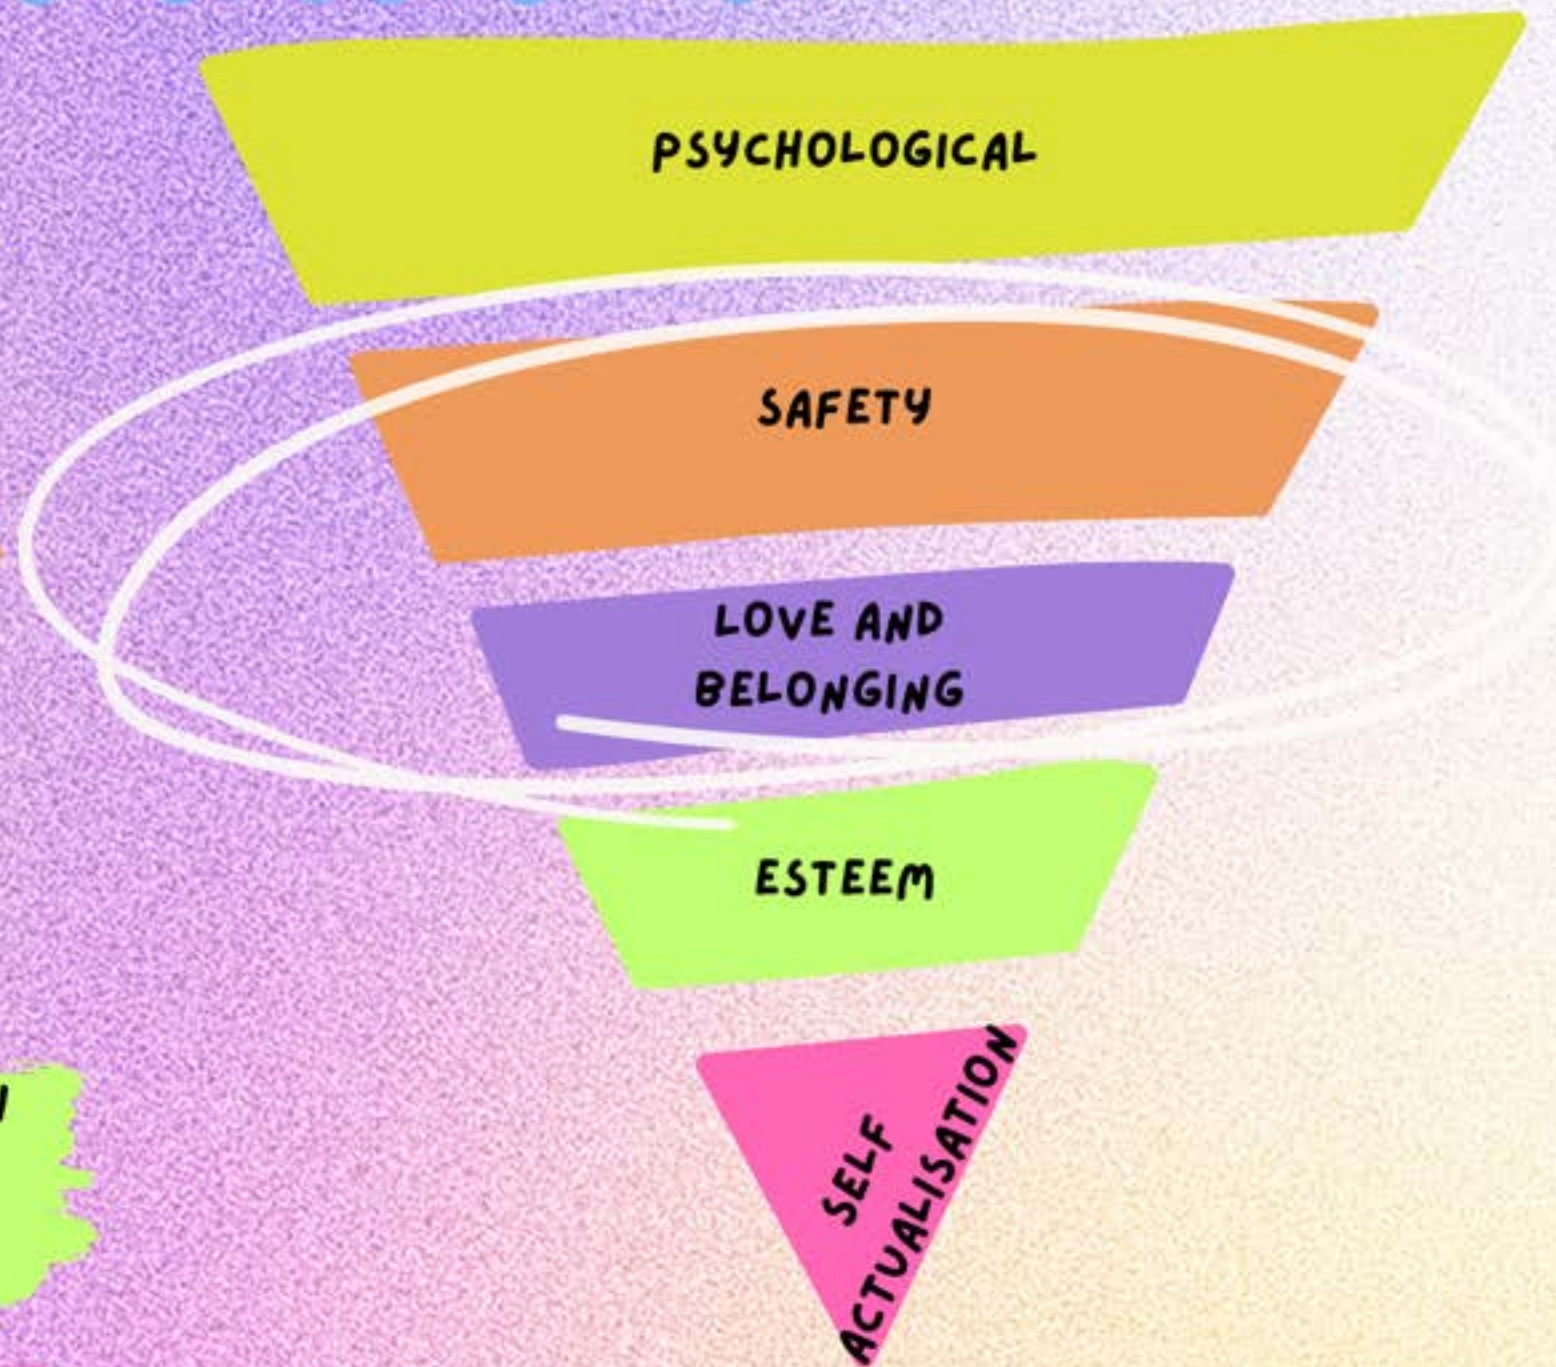 PSYCHOLOGICAL
SAFETY
LOVE AND
BELONGING
ESTEEM
SELF
ACTUALISATION